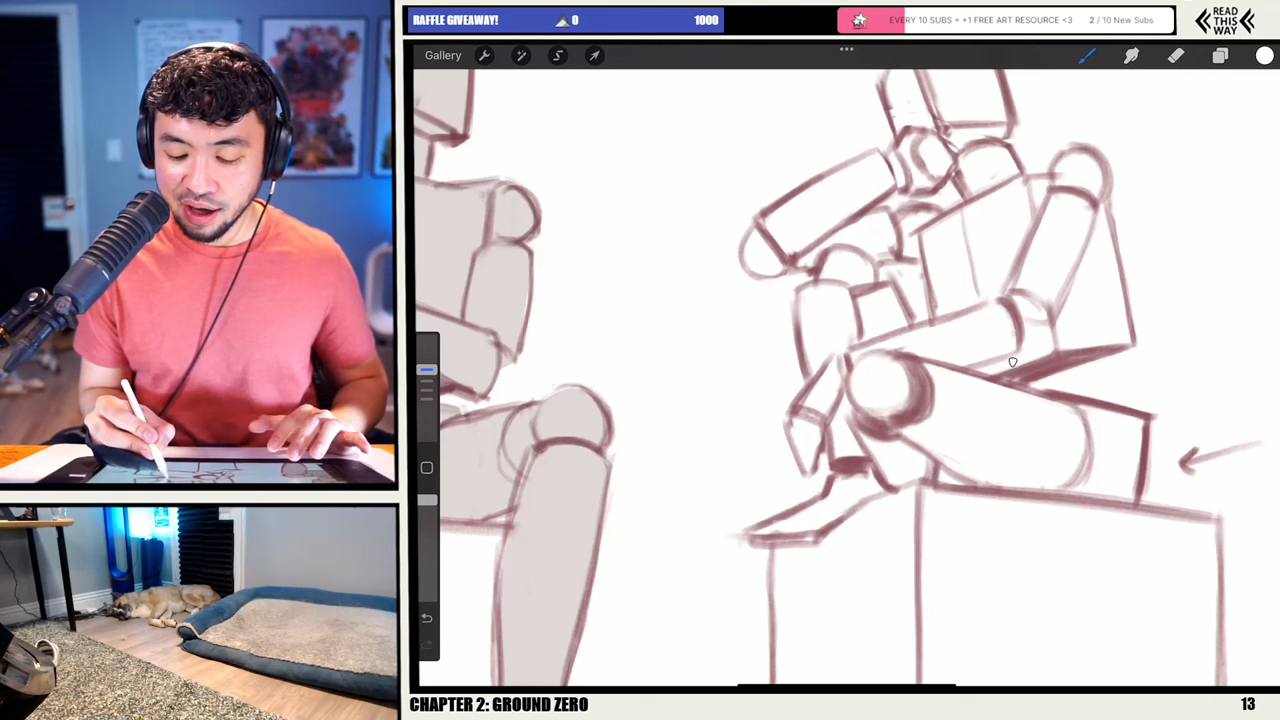 RAFFLE GIVEAWAY! 0 1000
EVERY 10 SUBS = +1 FREE ART RESOURCE <3 2 / 10 New Subs
READ
THIS
WAY
Gallery
CHAPTER 2: GROUND ZERO 13